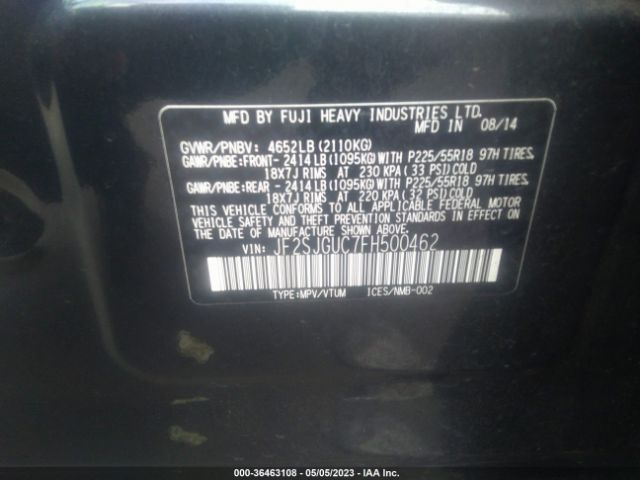 MFD BY FUJI HEAVY INDUSTRIES LTD.
MFD IN 08/14
GVWR/PNBV: 4652LB (2110KG)
GAWR/PNBE:FRONT- 2414LB (1095KG) WITH P225/55R18 97H TIRES,
18X7J RIMS AT 230 KPA ( 33 PSI) COLD
GAWR/PNBE:REAR - 2414LB (1095KG) WITH P225/55R18 97H TIRES,
18X7J RIMS AT 220 KPA ( 32 PSI) COLD
THIS VEHICLE CONFORMS TO ALL APPLICABLE FEDERAL MOTOR
VEHICLE SAFETY AND THEFT PREVENTION STANDARDS IN EFFECT
ON THE DATE OF MANUFACTURE SHOWN ABOVE.
VIN: JF2SJGUC7FH500462
TYPE:MPV/VTUM ICES/NMB-002
000-36463108 - 05/05/2023 - IAA Inc.